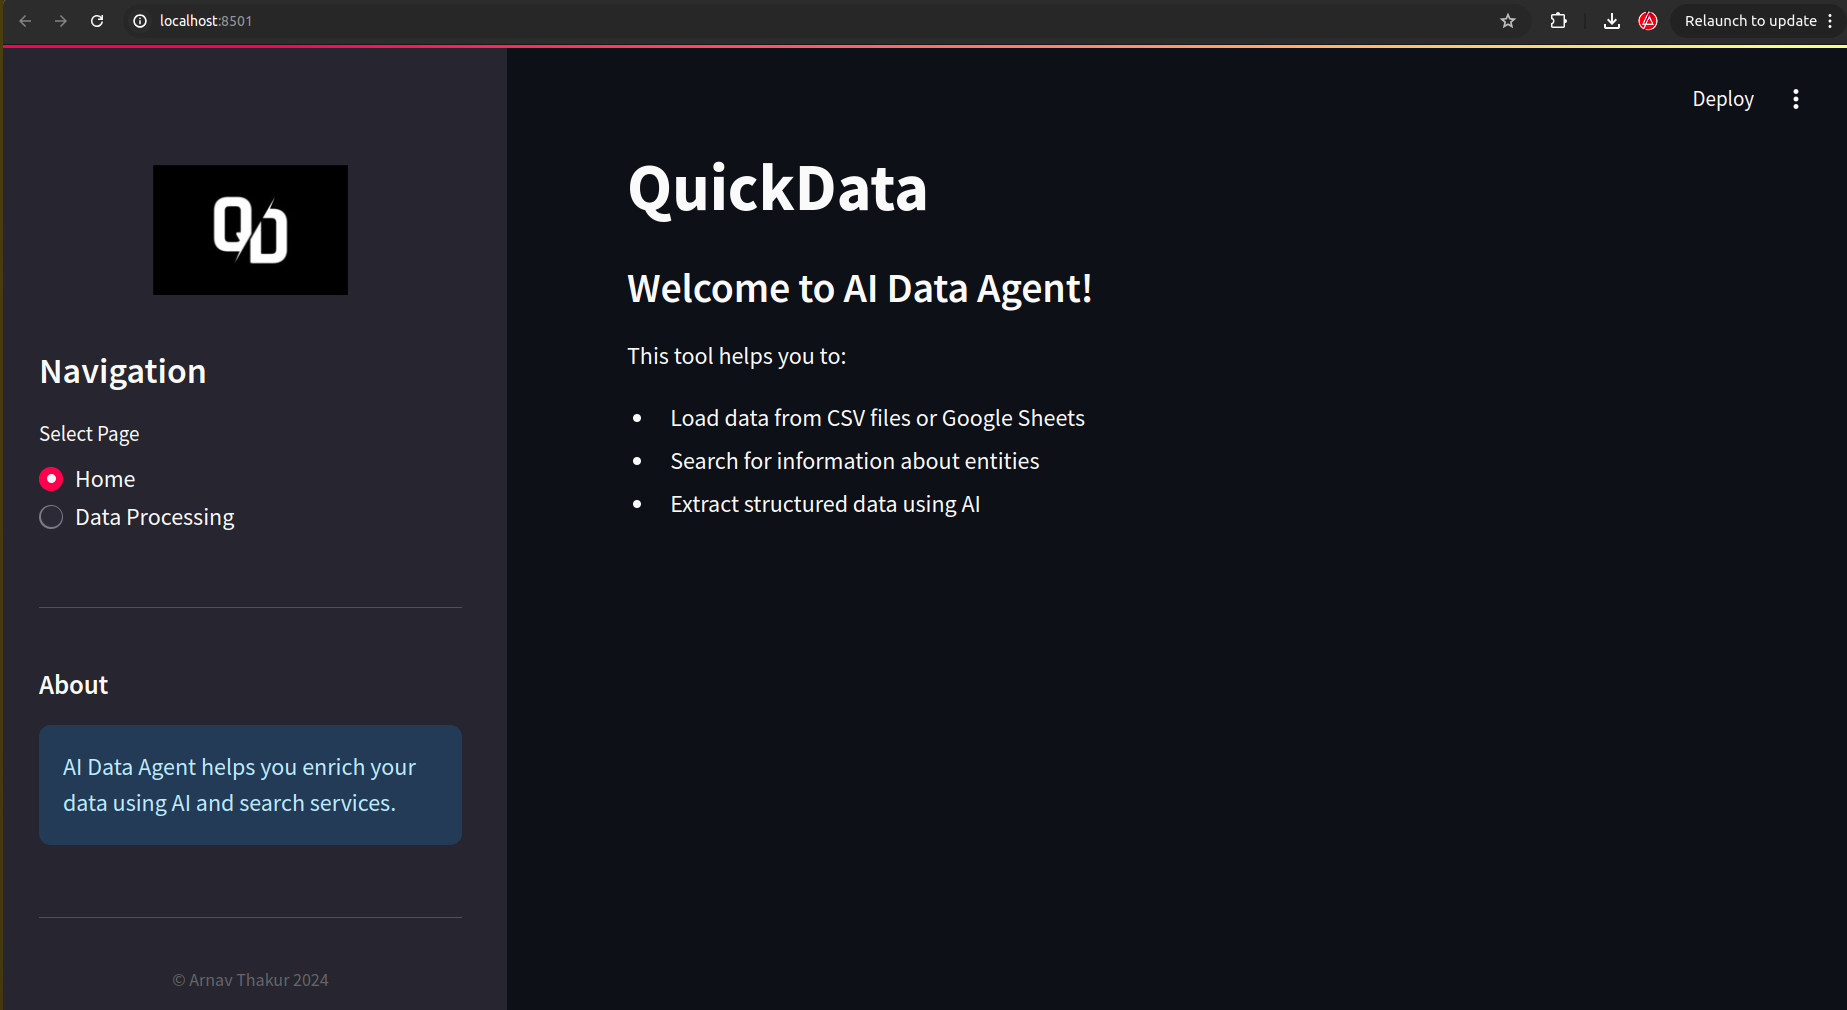 localhost:8501
Relaunch to update
Deploy
QD
Navigation
Select Page
Home
Data Processing
About
AI Data Agent helps you enrich your
data using AI and search services.
© Arnav Thakur 2024
QuickData
Welcome to AI Data Agent!
This tool helps you to:
• Load data from CSV files or Google Sheets
• Search for information about entities
• Extract structured data using AI